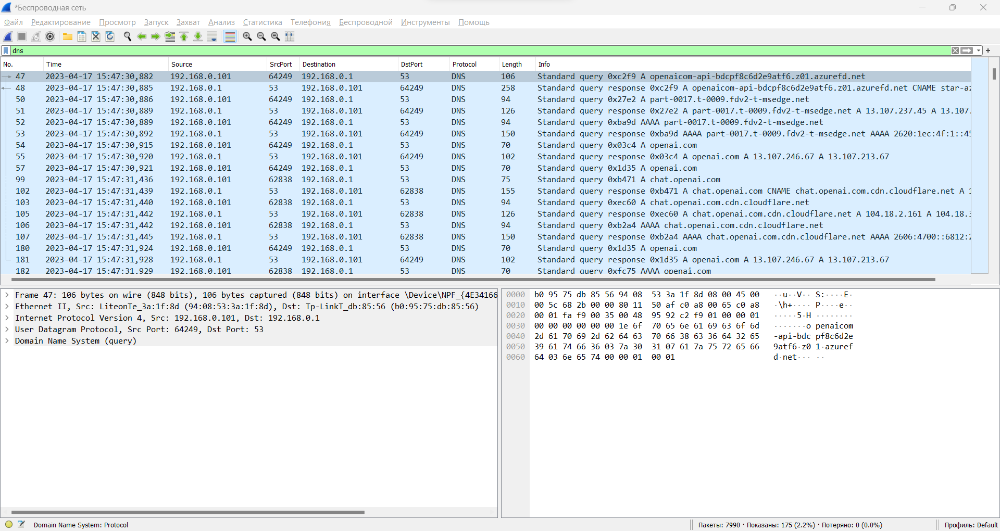 *Беспроводная сеть
Файл Редактирование Просмотр Запуск Захват Анализ Статистика Телефония Беспроводной Инструменты Помощь
dns
No. Time Source SrcPort Destination DstPort Protocol Length Info
47 2023-04-17 15:47:30,882 192.168.0.101 64249 192.168.0.1 53 DNS 106 Standard query 0xc2f9 A openaicom-api-bdcpf8c6d2e9atf6.z01.azurefd.net
48 2023-04-17 15:47:30,885 192.168.0.1 53 192.168.0.101 64249 DNS 258 Standard query response 0xc2f9 A openaicom-api-bdcpf8c6d2e9atf6.z01.azurefd.net CNAME star-a
50 2023-04-17 15:47:30,886 192.168.0.101 64249 192.168.0.1 53 DNS 94 Standard query 0x27e2 A part-0017.t-0009.fdv2-t-msedge.net
51 2023-04-17 15:47:30,889 192.168.0.1 53 192.168.0.101 64249 DNS 126 Standard query response 0x27e2 A part-0017.t-0009.fdv2-t-msedge.net A 13.107.237.45 A 13.107.
52 2023-04-17 15:47:30,889 192.168.0.101 64249 192.168.0.1 53 DNS 94 Standard query 0xba9d AAAA part-0017.t-0009.fdv2-t-msedge.net
53 2023-04-17 15:47:30,892 192.168.0.1 53 192.168.0.101 64249 DNS 150 Standard query response 0xba9d AAAA part-0017.t-0009.fdv2-t-msedge.net AAAA 2620:1ec:4f:1::4
54 2023-04-17 15:47:30,915 192.168.0.101 64249 192.168.0.1 53 DNS 70 Standard query 0x03c4 A openai.com
55 2023-04-17 15:47:30,920 192.168.0.1 53 192.168.0.101 64249 DNS 102 Standard query response 0x03c4 A openai.com A 13.107.246.67 A 13.107.213.67
57 2023-04-17 15:47:30,921 192.168.0.101 64249 192.168.0.1 53 DNS 70 Standard query 0x1d35 A openai.com
99 2023-04-17 15:47:31,436 192.168.0.101 62838 192.168.0.1 53 DNS 75 Standard query 0xb471 A chat.openai.com
102 2023-04-17 15:47:31,439 192.168.0.1 53 192.168.0.101 62838 DNS 155 Standard query response 0xb471 A chat.openai.com CNAME chat.openai.com.cdn.cloudflare.net A 1
103 2023-04-17 15:47:31,440 192.168.0.101 62838 192.168.0.1 53 DNS 94 Standard query 0xec60 A chat.openai.com.cdn.cloudflare.net
105 2023-04-17 15:47:31,442 192.168.0.1 53 192.168.0.101 62838 DNS 126 Standard query response 0xec60 A chat.openai.com.cdn.cloudflare.net A 104.18.2.161 A 104.18.
106 2023-04-17 15:47:31,442 192.168.0.101 62838 192.168.0.1 53 DNS 94 Standard query 0xb2a4 AAAA chat.openai.com.cdn.cloudflare.net
107 2023-04-17 15:47:31,445 192.168.0.1 53 192.168.0.101 62838 DNS 150 Standard query response 0xb2a4 AAAA chat.openai.com.cdn.cloudflare.net AAAA 2606:4700::6812:
180 2023-04-17 15:47:31,924 192.168.0.101 64249 192.168.0.1 53 DNS 70 Standard query 0x1d35 A openai.com
181 2023-04-17 15:47:31,928 192.168.0.1 53 192.168.0.101 64249 DNS 102 Standard query response 0x1d35 A openai.com A 13.107.246.67 A 13.107.213.67
182 2023-04-17 15:47:31,929 192.168.0.101 62838 192.168.0.1 53 DNS 70 Standard query 0xfc75 AAAA openai.com
Frame 47: 106 bytes on wire (848 bits), 106 bytes captured (848 bits) on interface \Device\NPF_{4E34166
Ethernet II, Src: LiteonTe_3a:1f:8d (94:08:53:3a:1f:8d), Dst: Tp-LinkT_db:85:56 (b0:95:75:db:85:56)
Internet Protocol Version 4, Src: 192.168.0.101, Dst: 192.168.0.1
User Datagram Protocol, Src Port: 64249, Dst Port: 53
Domain Name System (query)
0000 b0 95 75 db 85 56 94 08 53 3a 1f 8d 08 00 45 00 ··u··V·· S:····E·
0010 00 5c 68 2b 00 00 80 11 50 af c0 a8 00 65 c0 a8 ·\h+···· P····e··
0020 00 01 fa f9 00 35 00 48 95 92 c2 f9 01 00 00 01 ·····5·H ········
0030 00 00 00 00 00 00 1e 6f 70 65 6e 61 69 63 6f 6d ·······o penaicom
0040 2d 61 70 69 2d 62 64 63 70 66 38 63 36 64 32 65 -api-bdc pf8c6d2e
0050 39 61 74 66 36 03 7a 30 31 07 61 7a 75 72 65 66 9atf6·z0 1·azuref
0060 64 03 6e 65 74 00 00 01 00 01 d·net··· ··
Domain Name System: Protocol
Пакеты: 7990 · Показаны: 175 (2.2%) · Потеряно: 0 (0.0%)
Профиль: Default